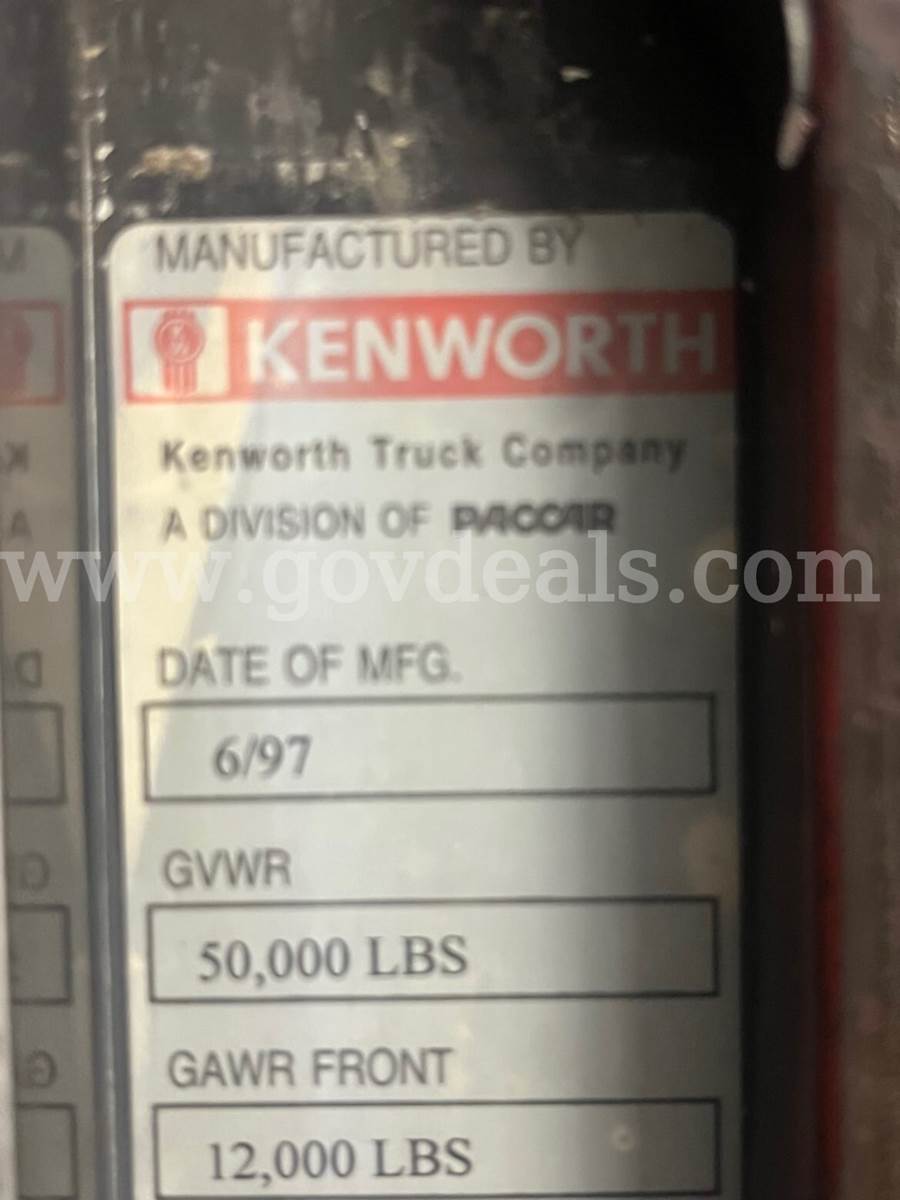 MANUFACTURED BY
KENWORTH
Kenworth Truck Company
A DIVISION OF PACCAR
www.govdeals.com
DATE OF MFG.
6/97
GVWR
50,000 LBS
GAWR FRONT
12,000 LBS